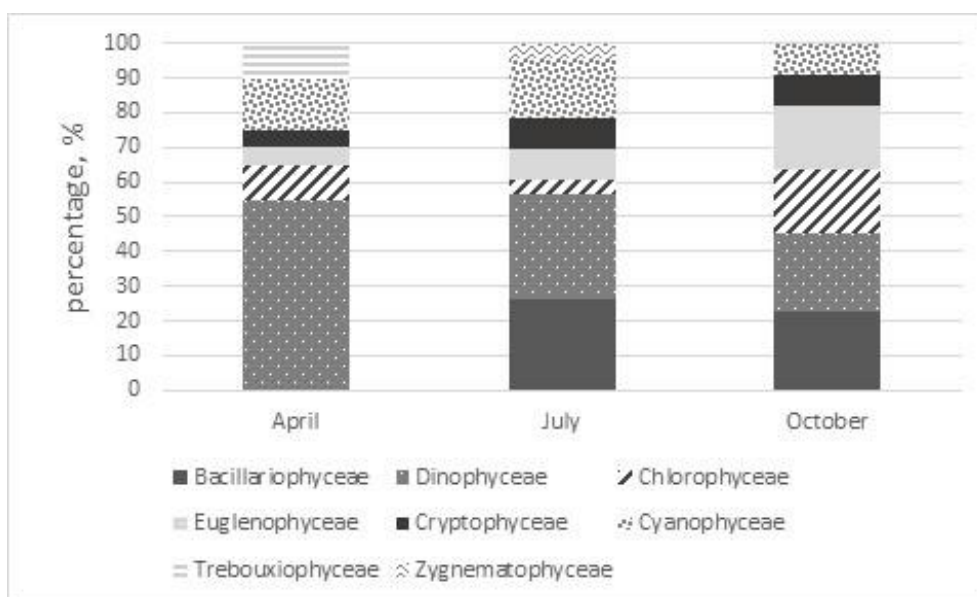 100
90
80
70
60
50
40
30
20
10
0
percentage, %
April July October
Bacillariophyceae Dinophyceae Chlorophyceae
Euglenophyceae Cryptophyceae Cyanophyceae
Trebouxiophyceae Zygnematophyceae